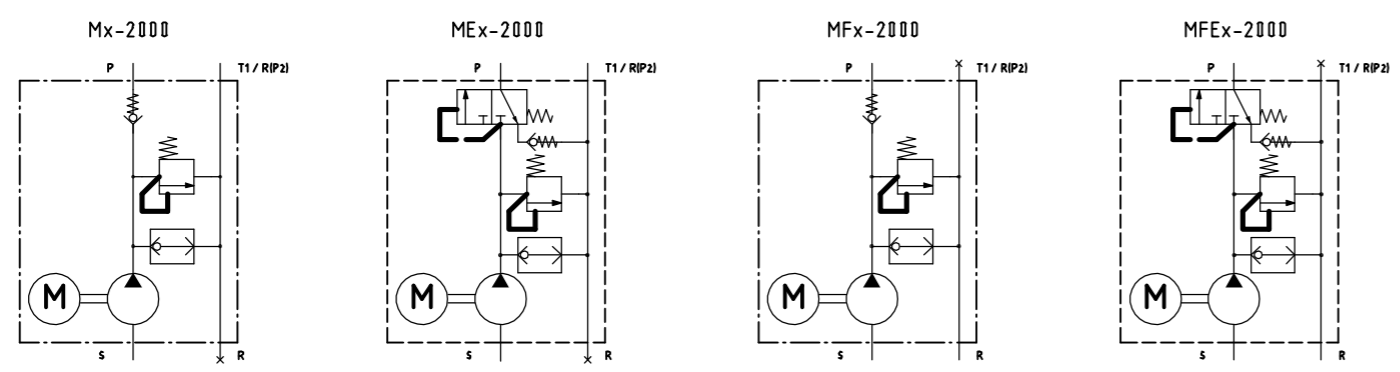 Mx-2000 MEx-2000 MFx-2000 MFEx-2000
P T1 / R(P2) P T1 / R(P2) P T1 / R(P2) P T1 / R(P2)
M M M M
S R S R S R S R